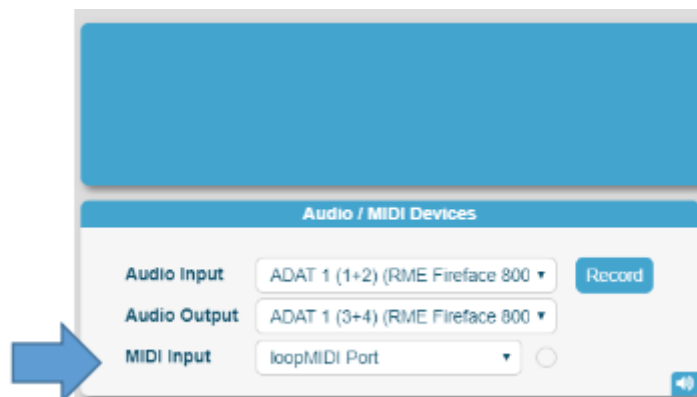 Audio / MIDI Devices
Audio Input ADAT 1 (1+2) (RME Fireface 800 Record
Audio Output ADAT 1 (3+4) (RME Fireface 800
MIDI Input loopMIDI Port